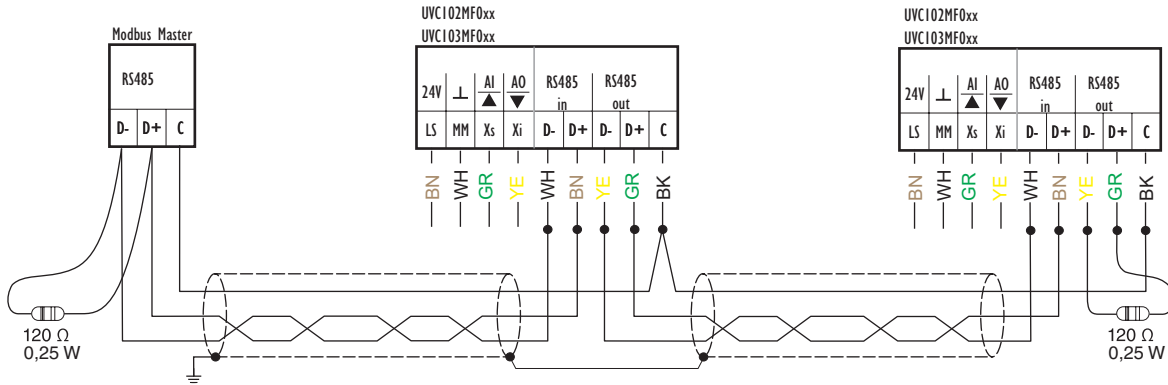 Modbus Master
RS485
D- D+ C
120 Ω
0,25 W
UVC102MF0xx
UVC103MF0xx
24V ⊥ AI AO RS485 in RS485 out
LS MM Xs Xi D- D+ D- D+ C
BN WH GR YE WH BN YE GR BK
UVC102MF0xx
UVC103MF0xx
24V ⊥ AI AO RS485 in RS485 out
LS MM Xs Xi D- D+ D- D+ C
BN WH GR YE WH BN YE GR BK
120 Ω
0,25 W